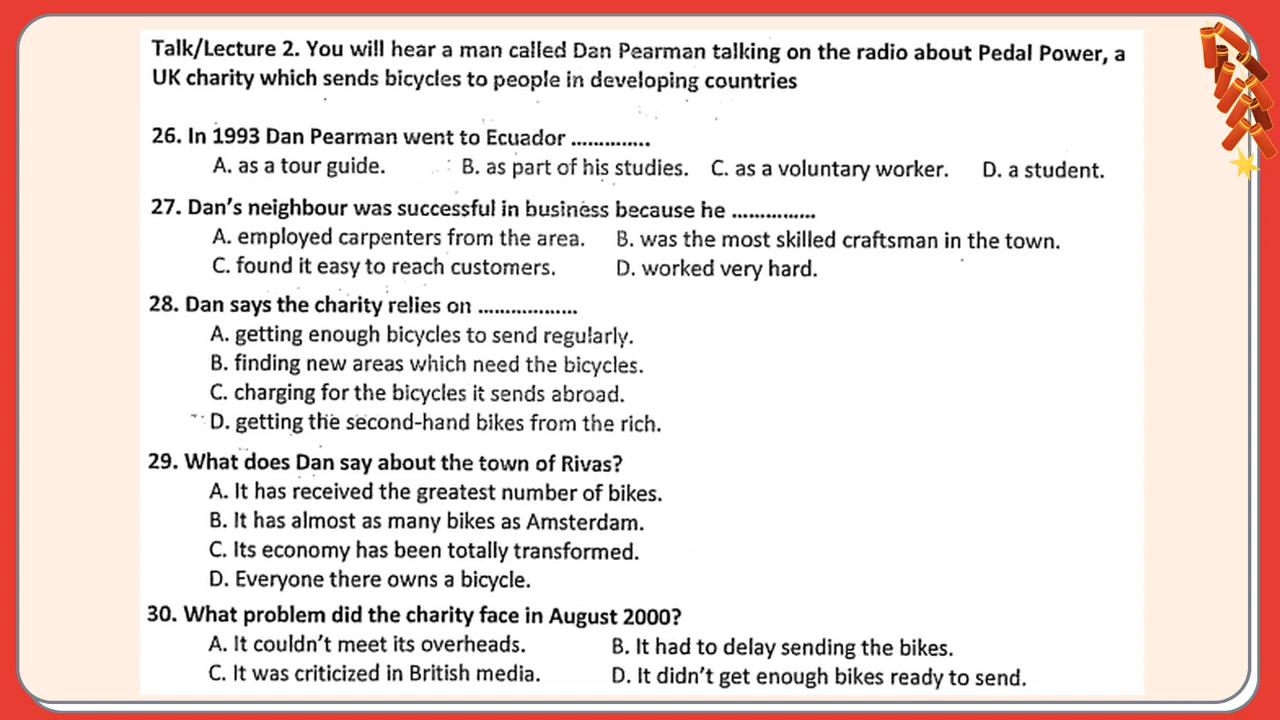 Talk/Lecture 2. You will hear a man called Dan Pearman talking on the radio about Pedal Power, a
UK charity which sends bicycles to people in developing countries
26. In 1993 Dan Pearman went to Ecuador ..............
A. as a tour guide. B. as part of his studies. C. as a voluntary worker. D. a student.
27. Dan's neighbour was successful in business because he ...............
A. employed carpenters from the area. B. was the most skilled craftsman in the town.
C. found it easy to reach customers. D. worked very hard.
28. Dan says the charity relies on ..................
A. getting enough bicycles to send regularly.
B. finding new areas which need the bicycles.
C. charging for the bicycles it sends abroad.
D. getting the second-hand bikes from the rich.
29. What does Dan say about the town of Rivas?
A. It has received the greatest number of bikes.
B. It has almost as many bikes as Amsterdam.
C. Its economy has been totally transformed.
D. Everyone there owns a bicycle.
30. What problem did the charity face in August 2000?
A. It couldn't meet its overheads. B. It had to delay sending the bikes.
C. It was criticized in British media. D. It didn't get enough bikes ready to send.